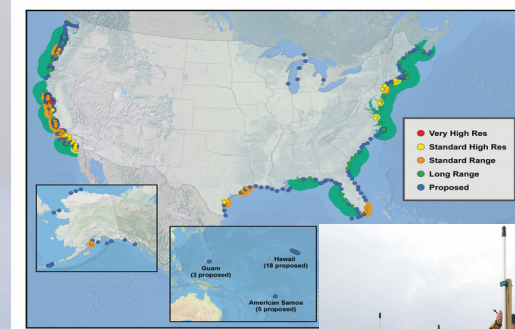 Very High Res
Standard High Res
Standard Range
Long Range
Proposed
Guam
(3 proposed)
Hawaii
(18 proposed)
American Samoa
(5 proposed)